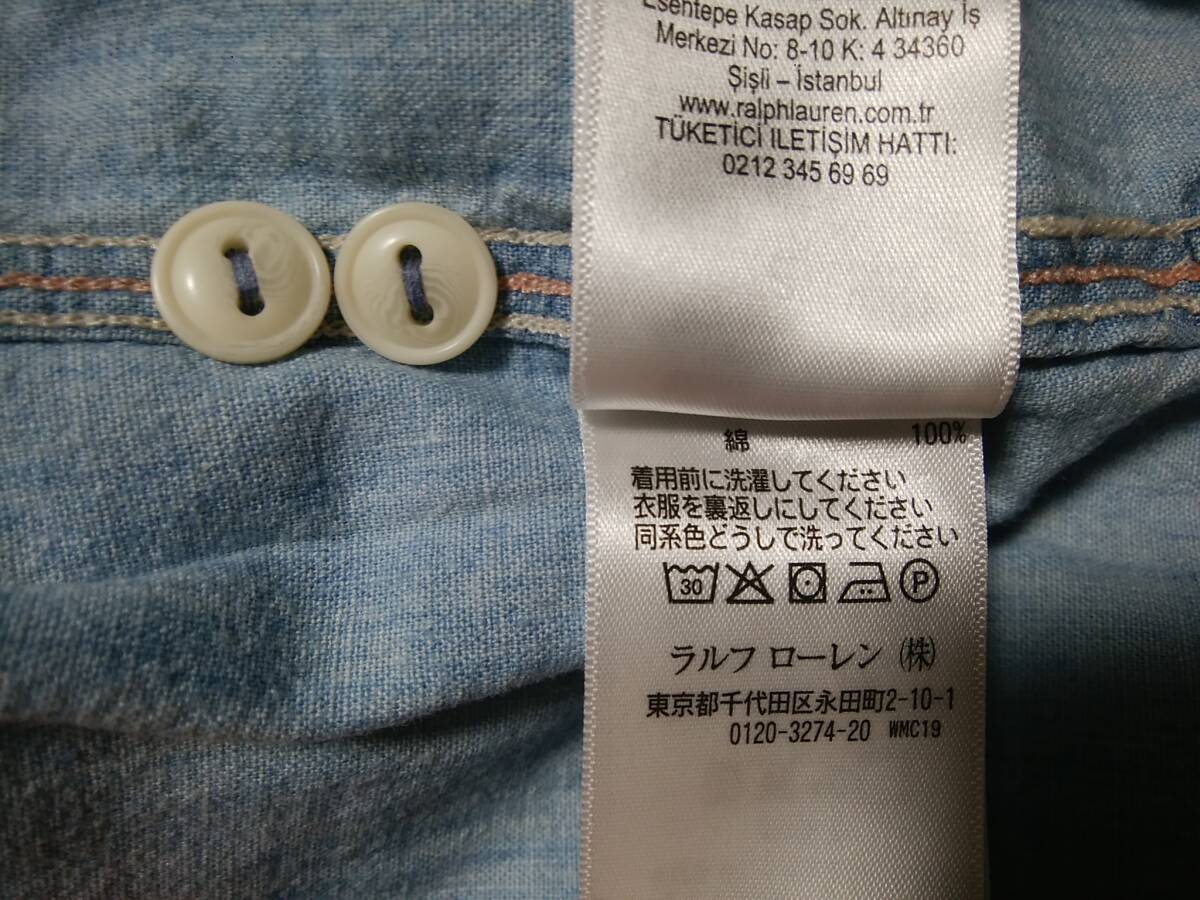 Esentepe Kasap Sok. Altınay İş
Merkezi No: 8-10 K: 4 34360
Şişli – İstanbul
www.ralphlauren.com.tr
TÜKETİCİ ILETİŞİM HATTI:
0212 345 69 69
綿 100%
着用前に洗濯してください
衣服を裏返しにしてください
同系色どうしで洗ってください
30 P
ラルフ ローレン (株)
東京都千代田区永田町2-10-1
0120-3274-20 WMC19